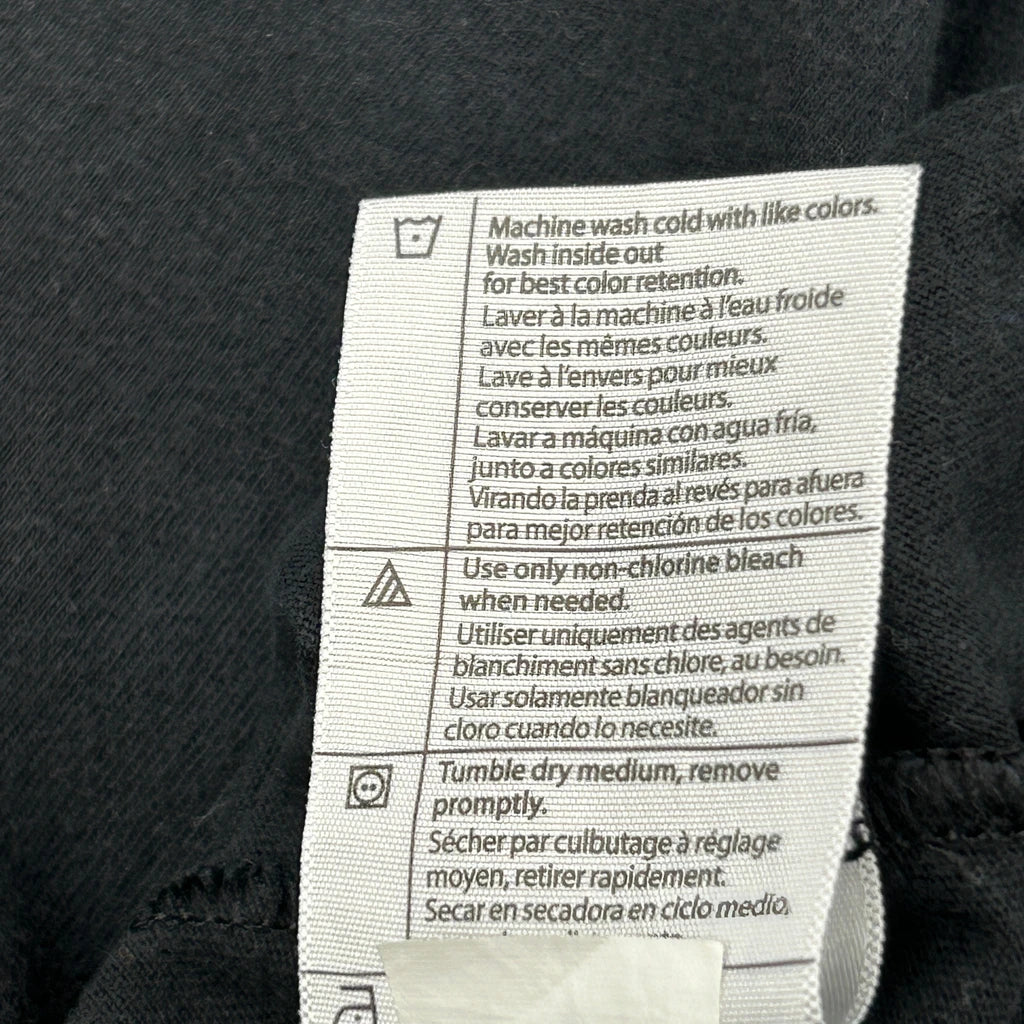 Machine wash cold with like colors.
Wash inside out
for best color retention.
Laver à la machine à l'eau froide
avec les mêmes couleurs.
Lave à l'envers pour mieux
conserver les couleurs.
Lavar a máquina con agua fría,
junto a colores similares.
Virando la prenda al revés para afuera
para mejor retención de los colores.
Use only non-chlorine bleach
when needed.
Utiliser uniquement des agents de
blanchiment sans chlore, au besoin.
Usar solamente blanqueador sin
cloro cuando lo necesite.
Tumble dry medium, remove
promptly.
Sécher par culbutage à réglage
moyen, retirer rapidement.
Secar en secadora en ciclo medio,